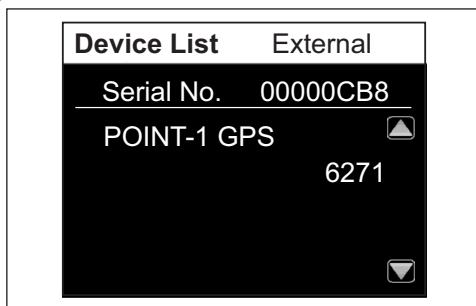 Device List External
Serial No. 00000CB8
POINT-1 GPS
6271